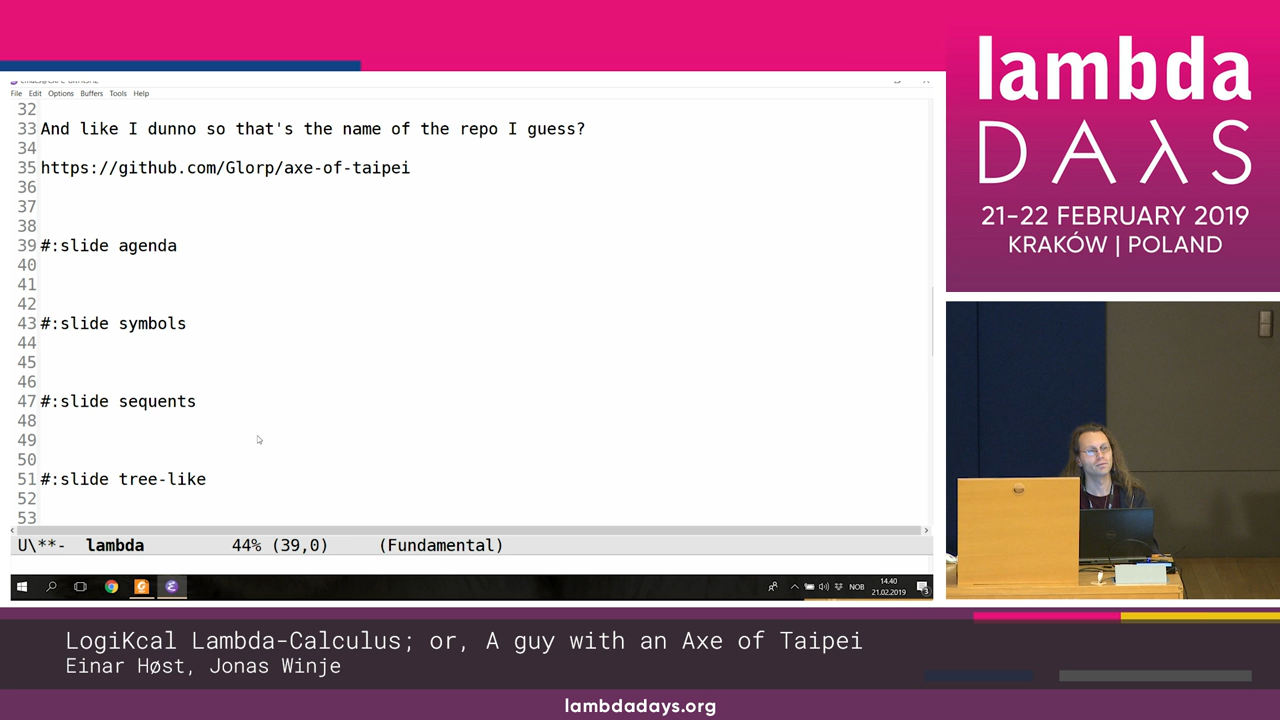 File Edit Options Buffers Tools Help
32
33 And like I dunno so that's the name of the repo I guess?
34
35 https://github.com/Glorp/axe-of-taipei
36
37
38
39 #:slide agenda
40
41
42
43 #:slide symbols
44
45
46
47 #:slide sequents
48
49
50
51 #:slide tree-like
52
53
U\**- lambda 44% (39,0) (Fundamental)
NOB
14.40
21.02.2019
3
lambda
DAλS
21-22 FEBRUARY 2019
KRAKÓW | POLAND
LogiKcal Lambda-Calculus; or, A guy with an Axe of Taipei
Einar Høst, Jonas Winje
lambdadays.org